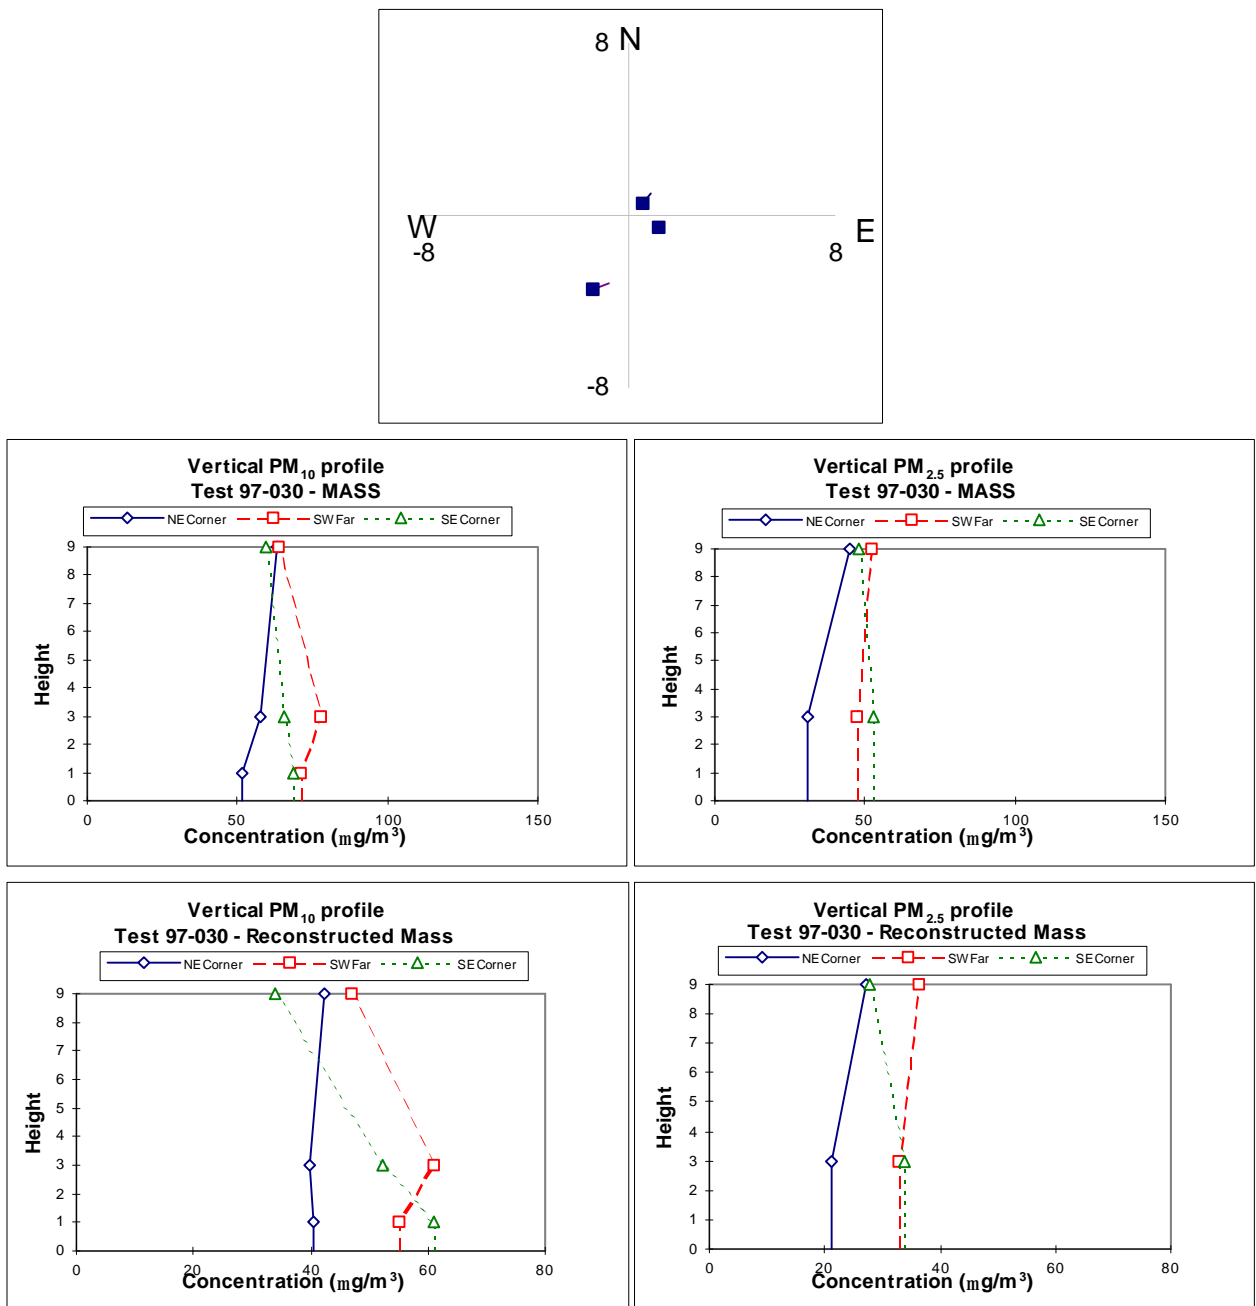 8 N
W
-8
E
8
-8
Vertical PM10 profile
Test 97-030 - MASS
NE Corner SW Far SE Corner
9
8
7
6
5
4
3
2
1
0
Height
0 50 100 150
Concentration (mg/m3)
Vertical PM2.5 profile
Test 97-030 - MASS
NE Corner SW Far SE Corner
9
8
7
6
5
4
3
2
1
0
Height
0 50 100 150
Concentration (mg/m3)
Vertical PM10 profile
Test 97-030 - Reconstructed Mass
NE Corner SW Far SE Corner
9
8
7
6
5
4
3
2
1
0
Height
0 20 40 60 80
Concentration (mg/m3)
Vertical PM2.5 profile
Test 97-030 - Reconstructed Mass
NE Corner SW Far SE Corner
9
8
7
6
5
4
3
2
1
0
Height
0 20 40 60 80
Concentration (mg/m3)